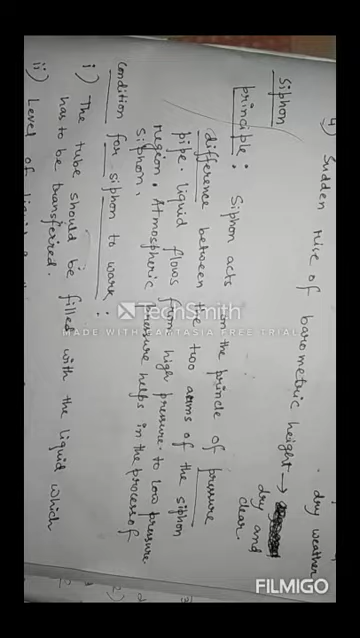 dry weather
4) Sudden rise of barometric height → dry and
clear.
Siphon
principle : Siphon acts on the princle of pressure
difference between the two arms of the siphon
pipe. liquid flows from high pressure to low pressure
region. Atmospheric pressure helps in the process of
siphon.
Condition for siphon to work :
i) The tube should be filled with the liquid which
has to be transferred.
ii) Level of
TechSmith
MADE WITH CAMTASIA FREE TRIAL
FILMIGO